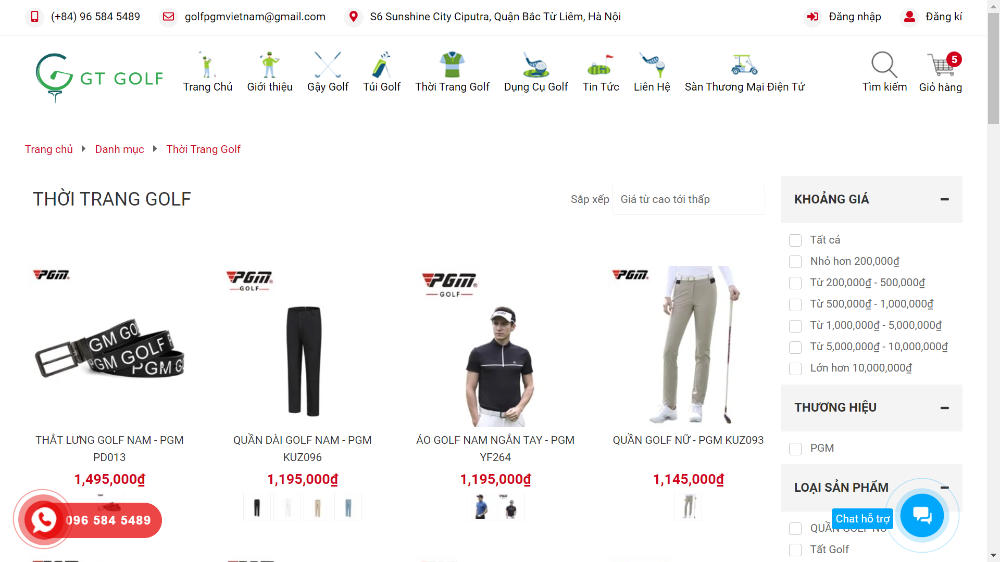 (+84) 96 584 5489
golfpgmvietnam@gmail.com
S6 Sunshine City Ciputra, Quận Bắc Từ Liêm, Hà Nội
Đăng nhập
Đăng kí
GT GOLF
Trang Chủ
Giới thiệu
Gậy Golf
Túi Golf
Thời Trang Golf
Dụng Cụ Golf
Tin Tức
Liên Hệ
Sàn Thương Mại Điện Tử
Tìm kiếm
5
Giỏ hàng
Trang chủ
Danh mục
Thời Trang Golf
THỜI TRANG GOLF
Sắp xếp
Giá từ cao tới thấp
PGM
PGM GOLF PGM GOLF PGM
THẮT LƯNG GOLF NAM - PGM
PD013
1,495,000₫
PGM
GOLF
QUẦN DÀI GOLF NAM - PGM
KUZ096
1,195,000₫
PGM
GOLF
ÁO GOLF NAM NGẮN TAY - PGM
YF264
1,195,000₫
PGM
QUẦN GOLF NỮ - PGM KUZ093
1,145,000₫
KHOẢNG GIÁ
Tất cả
Nhỏ hơn 200,000₫
Từ 200,000₫ - 500,000₫
Từ 500,000₫ - 1,000,000₫
Từ 1,000,000₫ - 5,000,000₫
Từ 5,000,000₫ - 10,000,000₫
Lớn hơn 10,000,000₫
THƯƠNG HIỆU
PGM
LOẠI SẢN PHẨM
QUẦN GOLF NỮ
Tất Golf
096 584 5489
Chat hỗ trợ